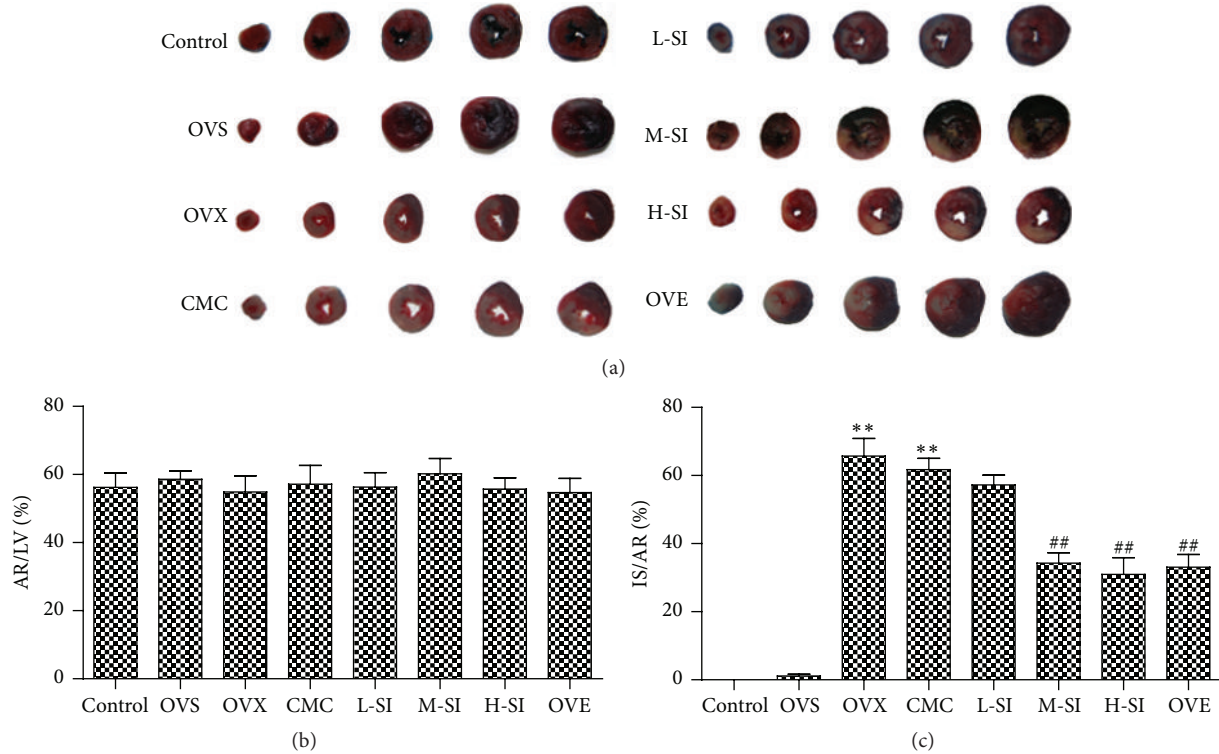 Control
OVS
OVX
CMC
L-SI
M-SI
H-SI
OVE
(a)
AR/LV (%)
80
60
40
20
0
Control OVS OVX CMC L-SI M-SI H-SI OVE
(b)
IS/AR (%)
80
60
40
20
0
** ** ## ## ##
Control OVS OVX CMC L-SI M-SI H-SI OVE
(c)